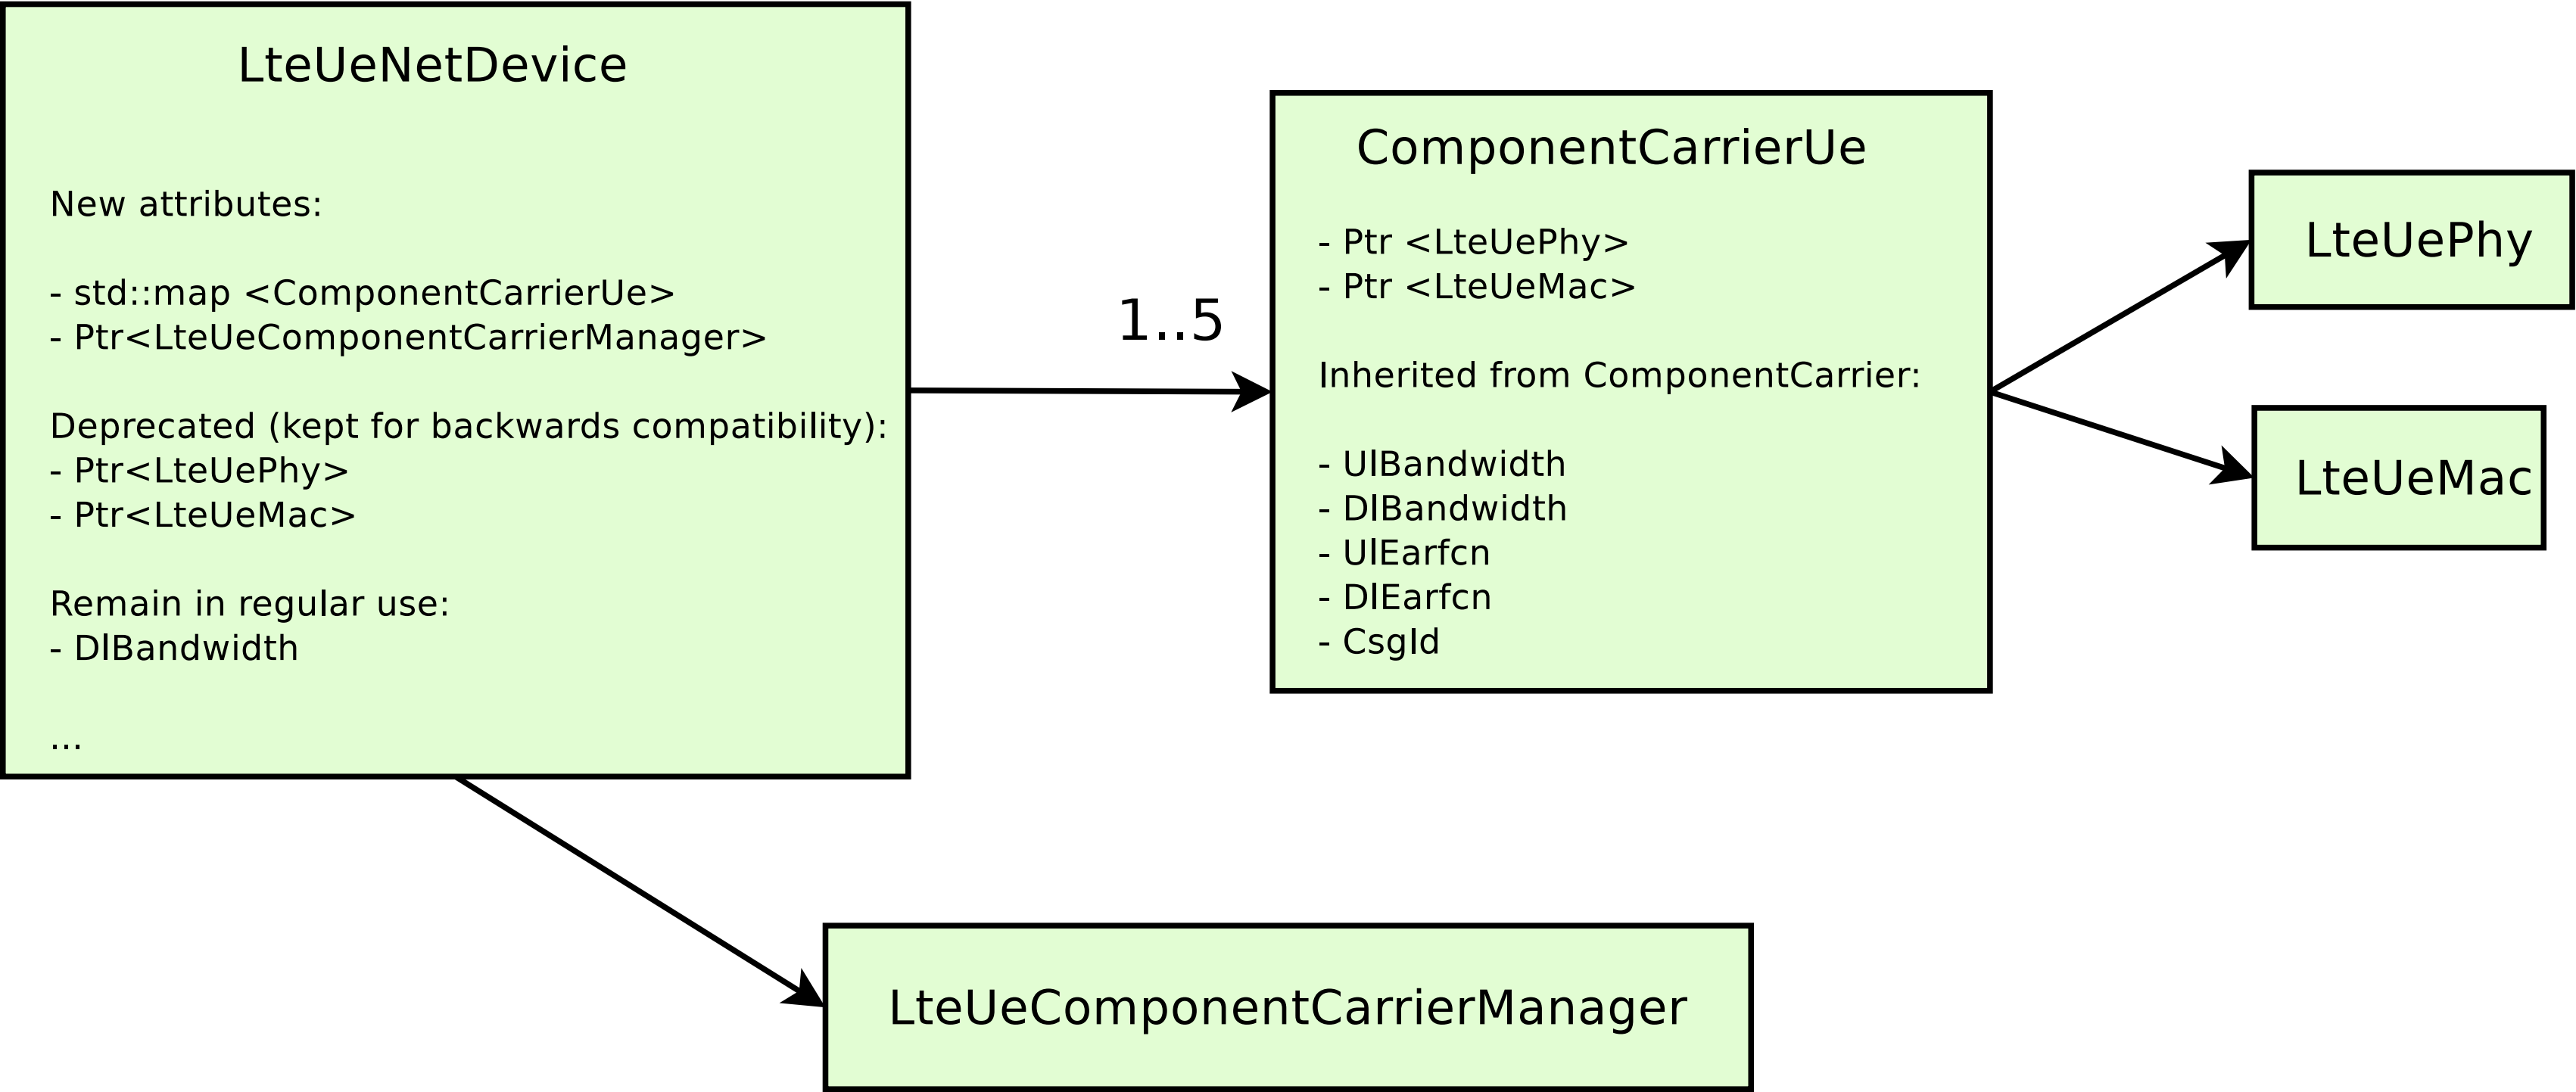 LteUeNetDevice
New attributes:
- std::map <ComponentCarrierUe>
- Ptr<LteUeComponentCarrierManager>
Deprecated (kept for backwards compatibility):
- Ptr<LteUePhy>
- Ptr<LteUeMac>
Remain in regular use:
- DlBandwidth
...
1..5
ComponentCarrierUe
- Ptr <LteUePhy>
- Ptr <LteUeMac>
Inherited from ComponentCarrier:
- UlBandwidth
- DlBandwidth
- UlEarfcn
- DlEarfcn
- CsgId
LteUePhy
LteUeMac
LteUeComponentCarrierManager